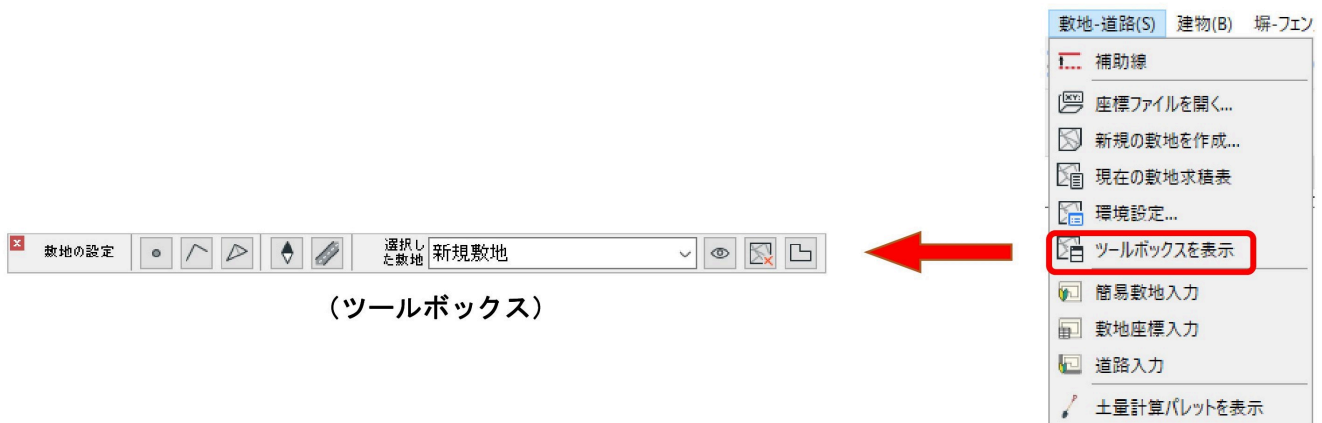 敷地-道路(S) 建物(B) 塀-フェン
補助線
XY:
座標ファイルを開く...
新規の敷地を作成...
現在の敷地求積表
環境設定...
ツールボックスを表示
簡易敷地入力
敷地座標入力
道路入力
土量計算パレットを表示
敷地の設定
選択し
た敷地
新規敷地
（ツールボックス）